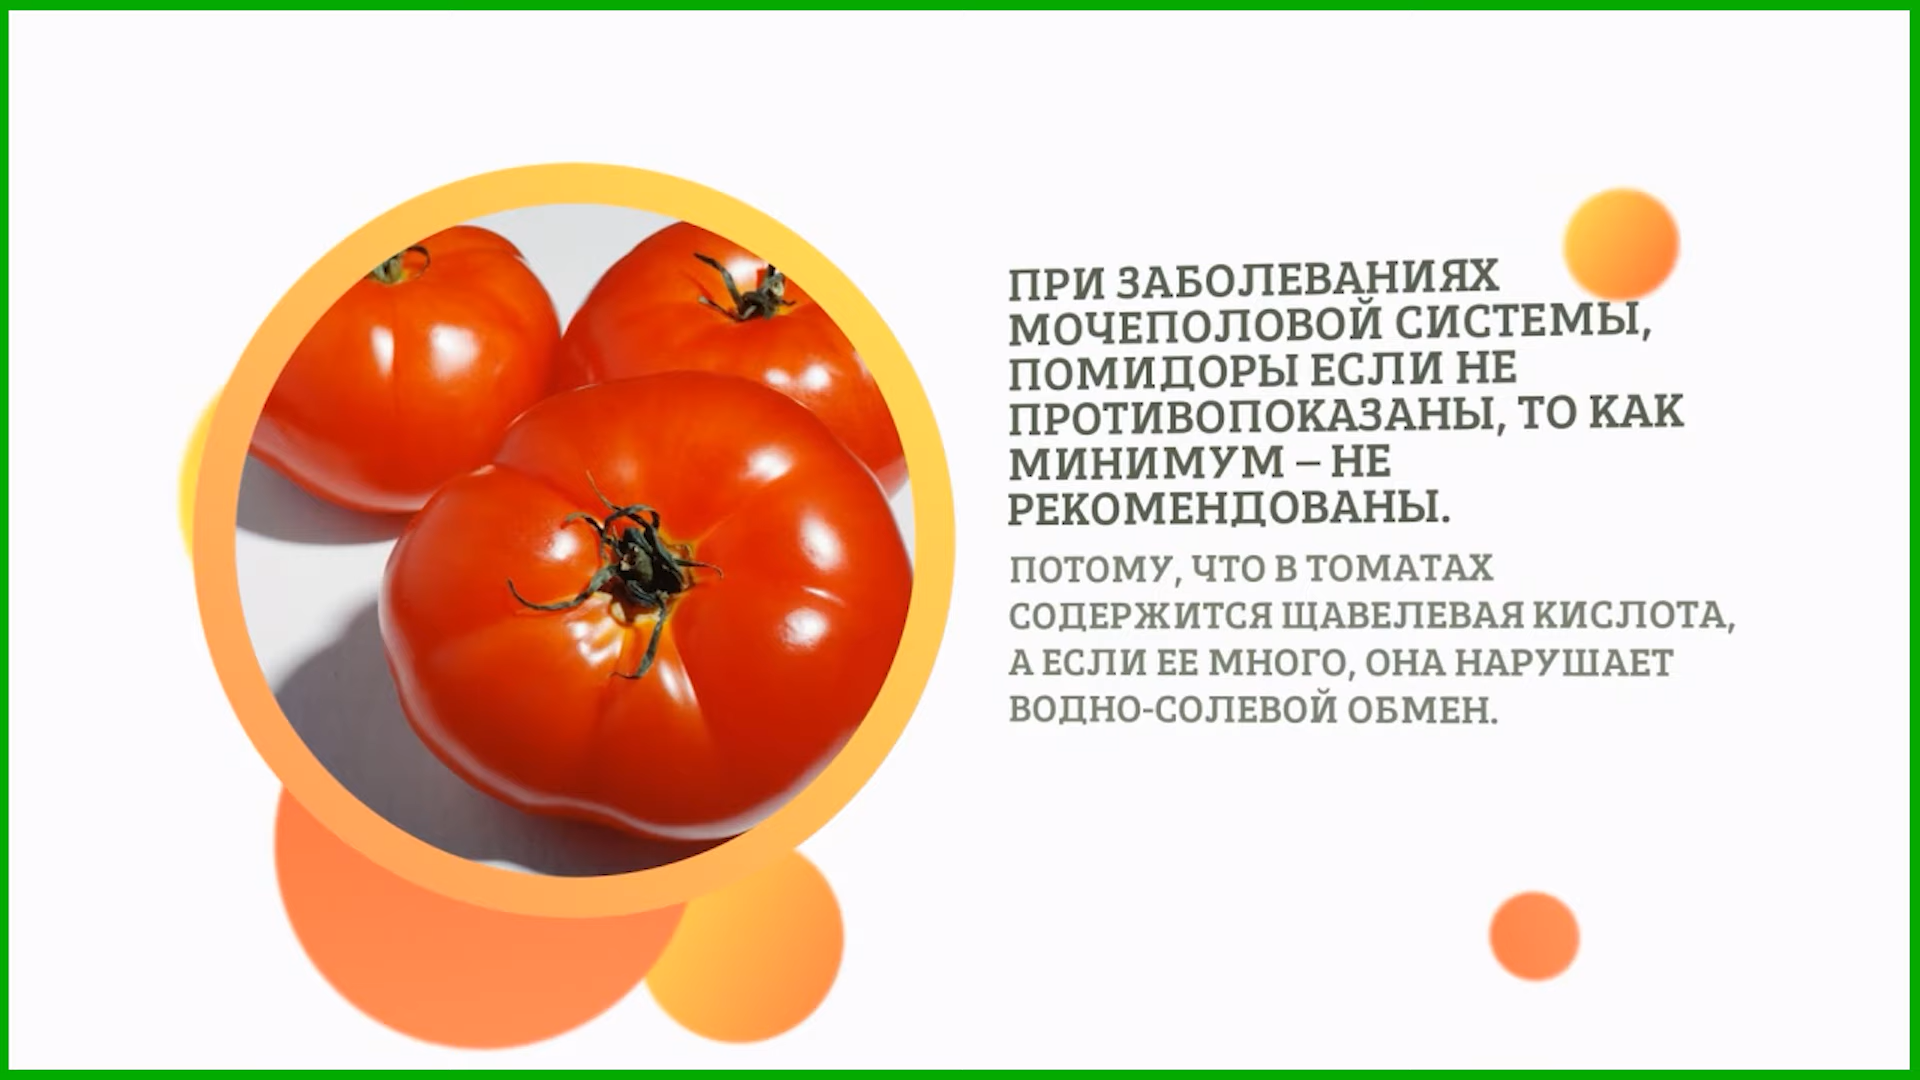 ПРИ ЗАБОЛЕВАНИЯХ
МОЧЕПОЛОВОЙ СИСТЕМЫ,
ПОМИДОРЫ ЕСЛИ НЕ
ПРОТИВОПОКАЗАНЫ, ТО КАК
МИНИМУМ – НЕ
РЕКОМЕНДОВАНЫ.
ПОТОМУ, ЧТО В ТОМАТАХ
СОДЕРЖИТСЯ ЩАВЕЛЕВАЯ КИСЛОТА,
А ЕСЛИ ЕЕ МНОГО, ОНА НАРУШАЕТ
ВОДНО-СОЛЕВОЙ ОБМЕН.